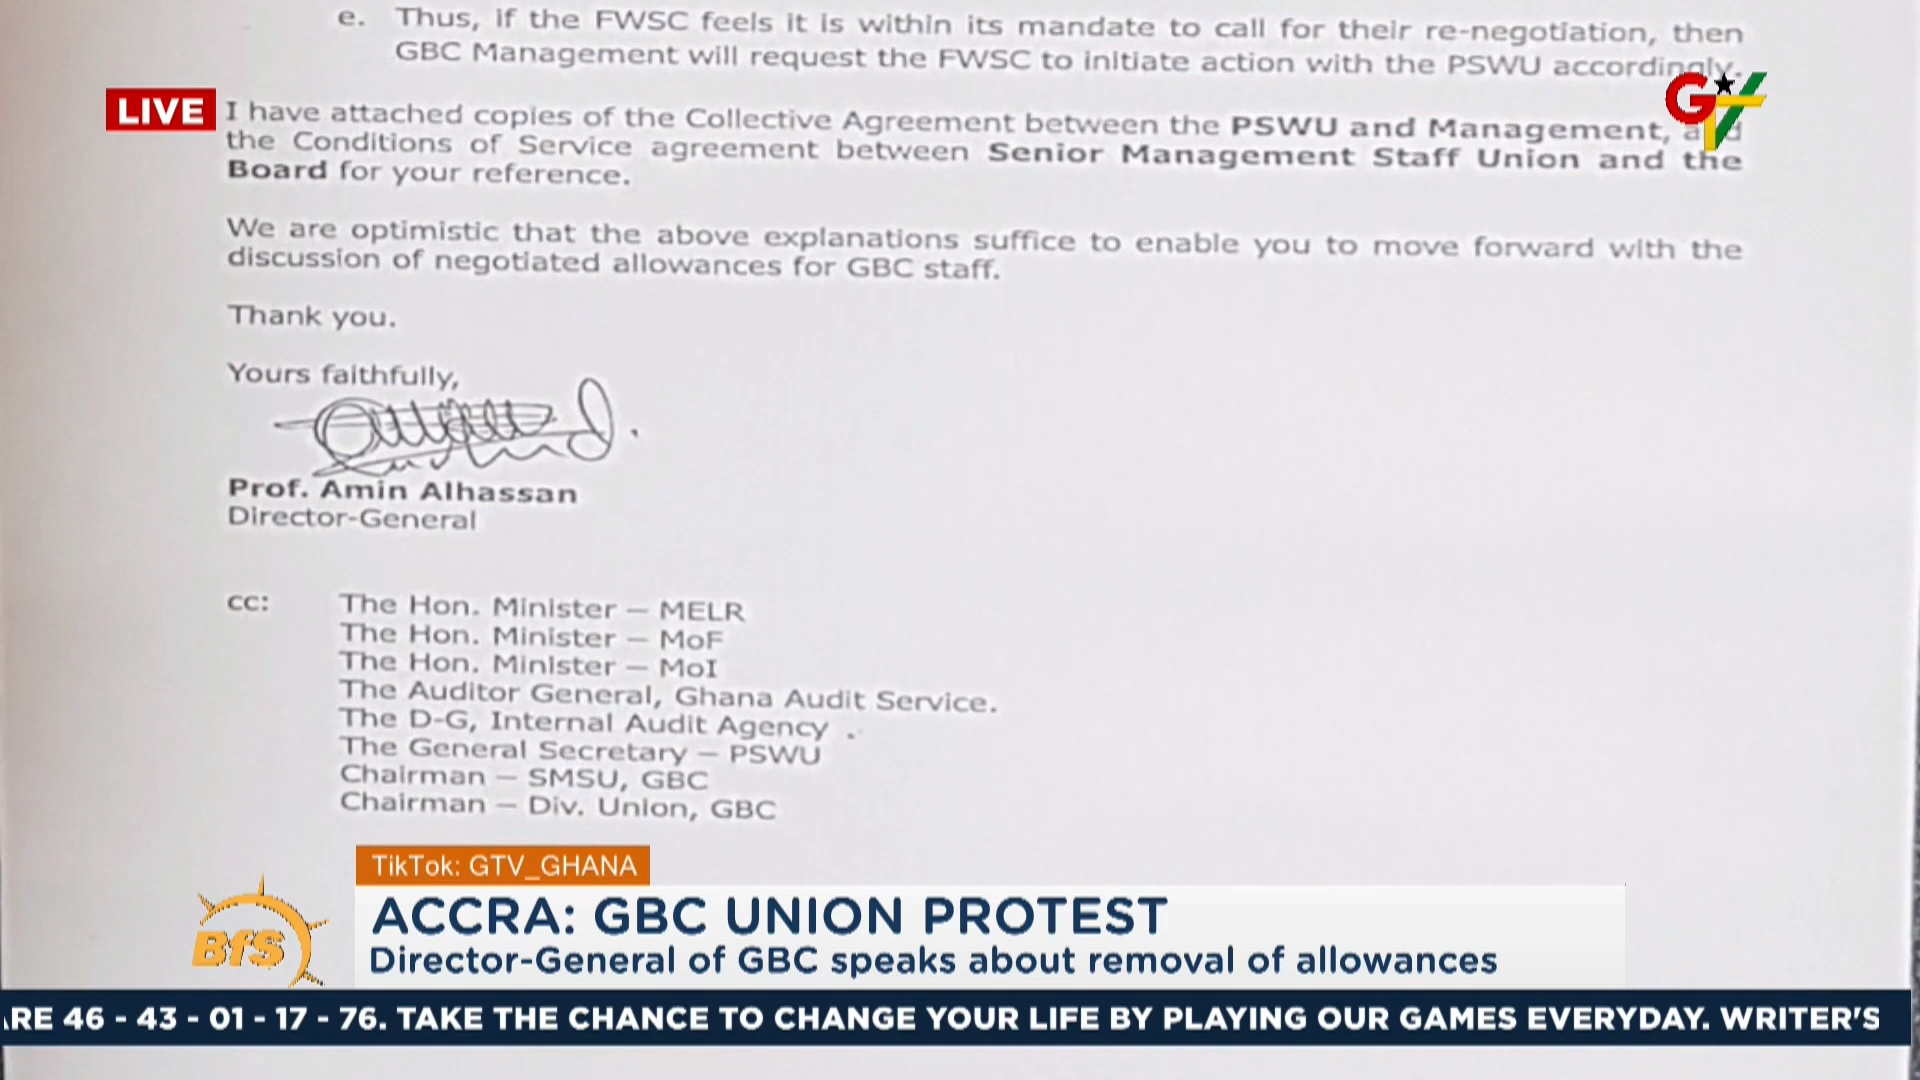 e. Thus, if the FWSC feels it is within its mandate to call for their re-negotiation, then
GBC Management will request the FWSC to initiate action with the PSWU accordingly.
LIVE
GTV
I have attached copies of the Collective Agreement between the PSWU and Management, and
the Conditions of Service agreement between Senior Management Staff Union and the
Board for your reference.
We are optimistic that the above explanations suffice to enable you to move forward with the
discussion of negotiated allowances for GBC staff.
Thank you.
Yours faithfully,
Prof. Amin Alhassan
Director-General
cc: The Hon. Minister – MELR
The Hon. Minister – MoF
The Hon. Minister – MoI
The Auditor General, Ghana Audit Service.
The D-G, Internal Audit Agency .
The General Secretary – PSWU
Chairman – SMSU, GBC
Chairman – Div. Union, GBC
TikTok: GTV_GHANA
BfS
ACCRA: GBC UNION PROTEST
Director-General of GBC speaks about removal of allowances
RE 46 - 43 - 01 - 17 - 76. TAKE THE CHANCE TO CHANGE YOUR LIFE BY PLAYING OUR GAMES EVERYDAY. WRITER'S